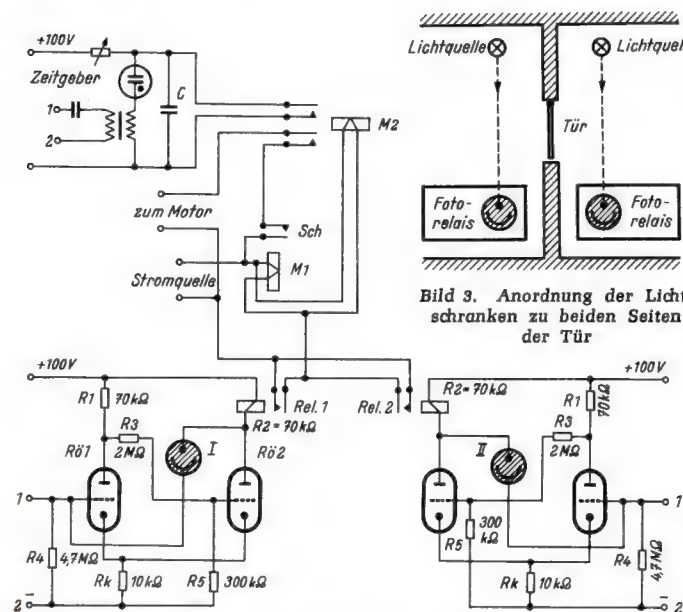 +100V
Zeitgeber
C
1
2
M2
zum Motor
Sch
Stromquelle
M1
Lichtquelle
Lichtquel
Tür
Foto-
relais
Foto-
relais
Bild 3. Anordnung der Licht
schranken zu beiden Seiten
der Tür
+100V
R1
70kΩ
R3
2MΩ
R2=70kΩ
Rel.1
Rel.2
I
Rö1
Rö2
1
R4
4,7MΩ
Rk
10kΩ
R5
300kΩ
2
–
+100V
R2=70kΩ
R1
70kΩ
R3
2MΩ
II
R5
300
kΩ
Rk
10kΩ
R4
4,7MΩ
1
2
–